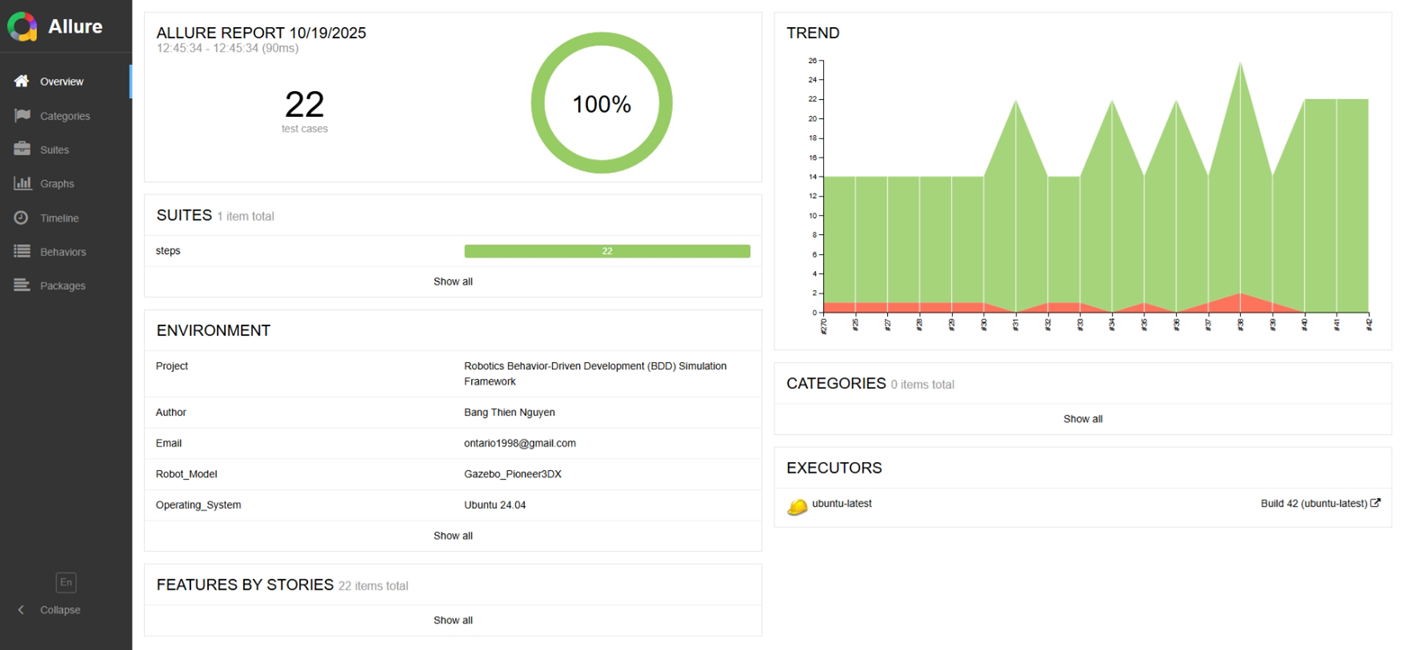 Allure
Overview
Categories
Suites
Graphs
Timeline
Behaviors
Packages
En
Collapse
ALLURE REPORT 10/19/2025
12:45:34 - 12:45:34 (90ms)
22
test cases
100%
SUITES 1 item total
steps 22
Show all
ENVIRONMENT
Project Robotics Behavior-Driven Development (BDD) Simulation
Framework
Author Bang Thien Nguyen
Email ontario1998@gmail.com
Robot_Model Gazebo_Pioneer3DX
Operating_System Ubuntu 24.04
Show all
FEATURES BY STORIES 22 items total
Show all
TREND
26
24
22
20
18
16
14
12
10
8
6
4
2
0
#270 #25 #27 #28 #29 #30 #31 #32 #33 #34 #35 #36 #37 #38 #39 #40 #41 #42
CATEGORIES 0 items total
Show all
EXECUTORS
ubuntu-latest Build 42 (ubuntu-latest)